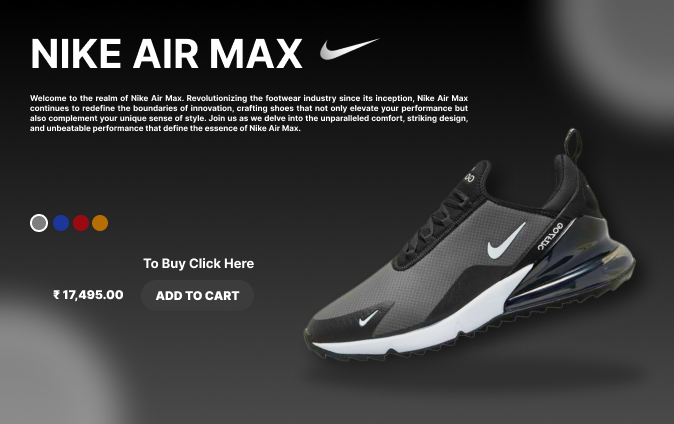 NIKE AIR MAX
Welcome to the realm of Nike Air Max. Revolutionizing the footwear industry since its inception, Nike Air Max
continues to redefine the boundaries of innovation, crafting shoes that not only elevate your performance but
also complement your unique sense of style. Join us as we delve into the unparalleled comfort, striking design,
and unbeatable performance that define the essence of Nike Air Max.
To Buy Click Here
₹ 17,495.00
ADD TO CART